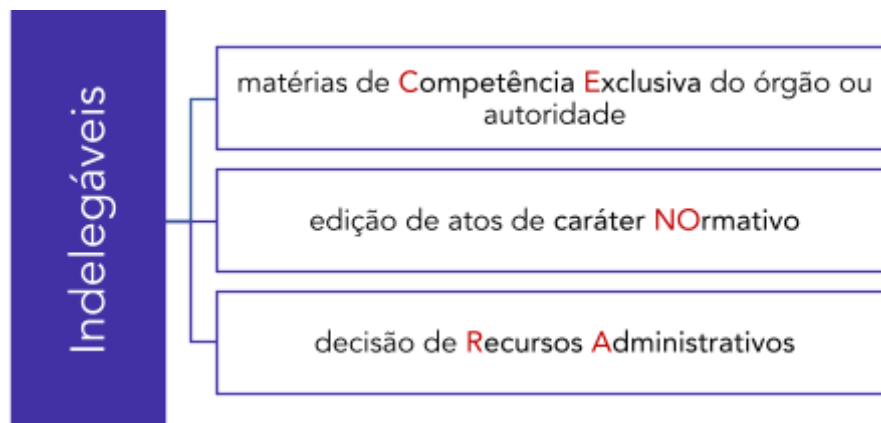 Indelegáveis
matérias de Competência Exclusiva do órgão ou
autoridade
edição de atos de caráter NOrmativo
decisão de Recursos Administrativos